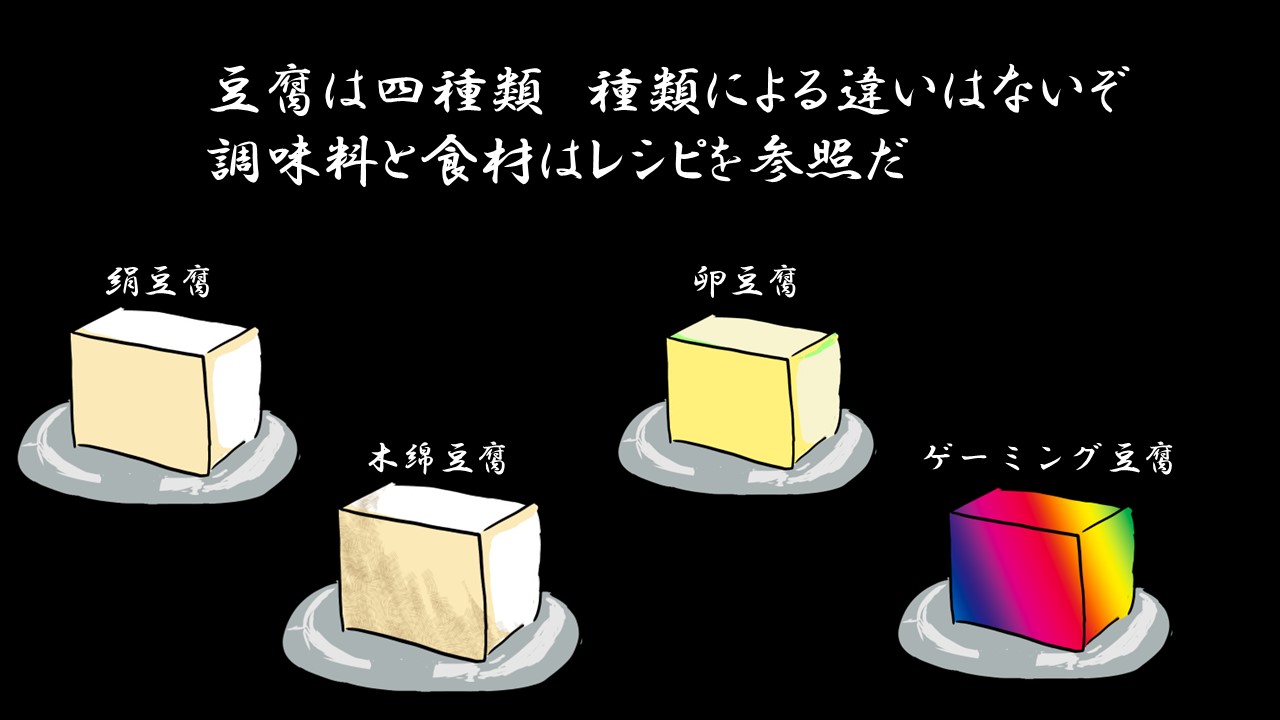 豆腐は四種類　種類による違いはないぞ
調味料と食材はレシピを参照だ
絹豆腐
卵豆腐
木綿豆腐
ゲーミング豆腐